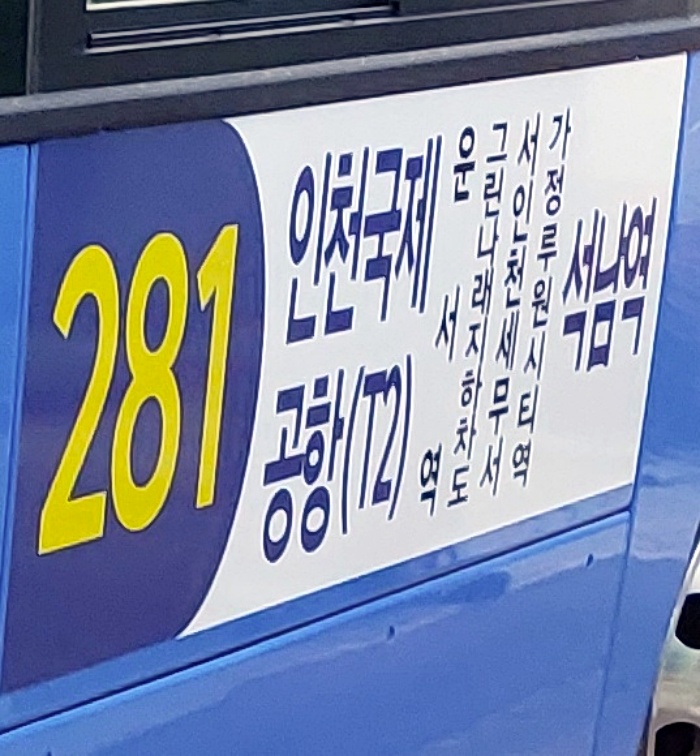 281
인천국제
공항(T2)
운서역
그린나래지하차도
서인천세무서
가정루원시티역
석남역